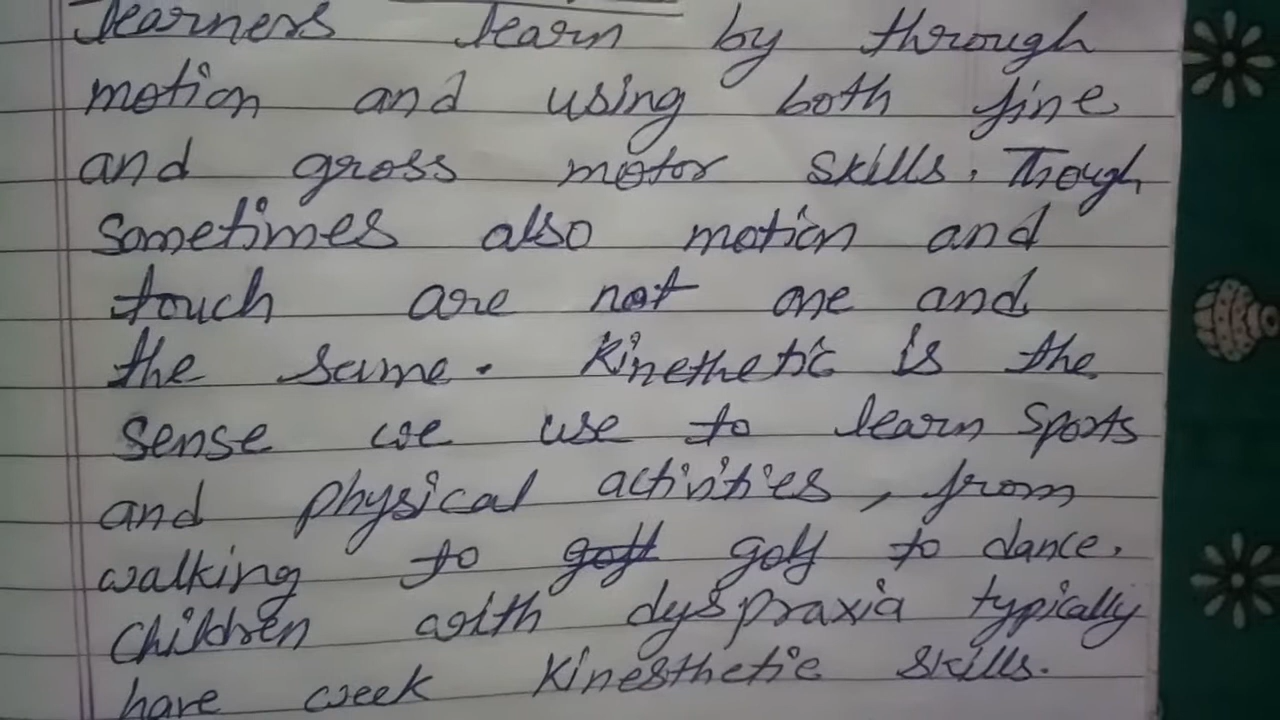 learners learn by through
motion and using both fine
and gross motor skills. Though
sometimes also motion and
touch are not one and
the same. Kinethetic is the
sense we use to learn sports
and physical activities, from
walking to golf golf to dance.
Children with dyspraxia typically
have week Kinesthetic skills.